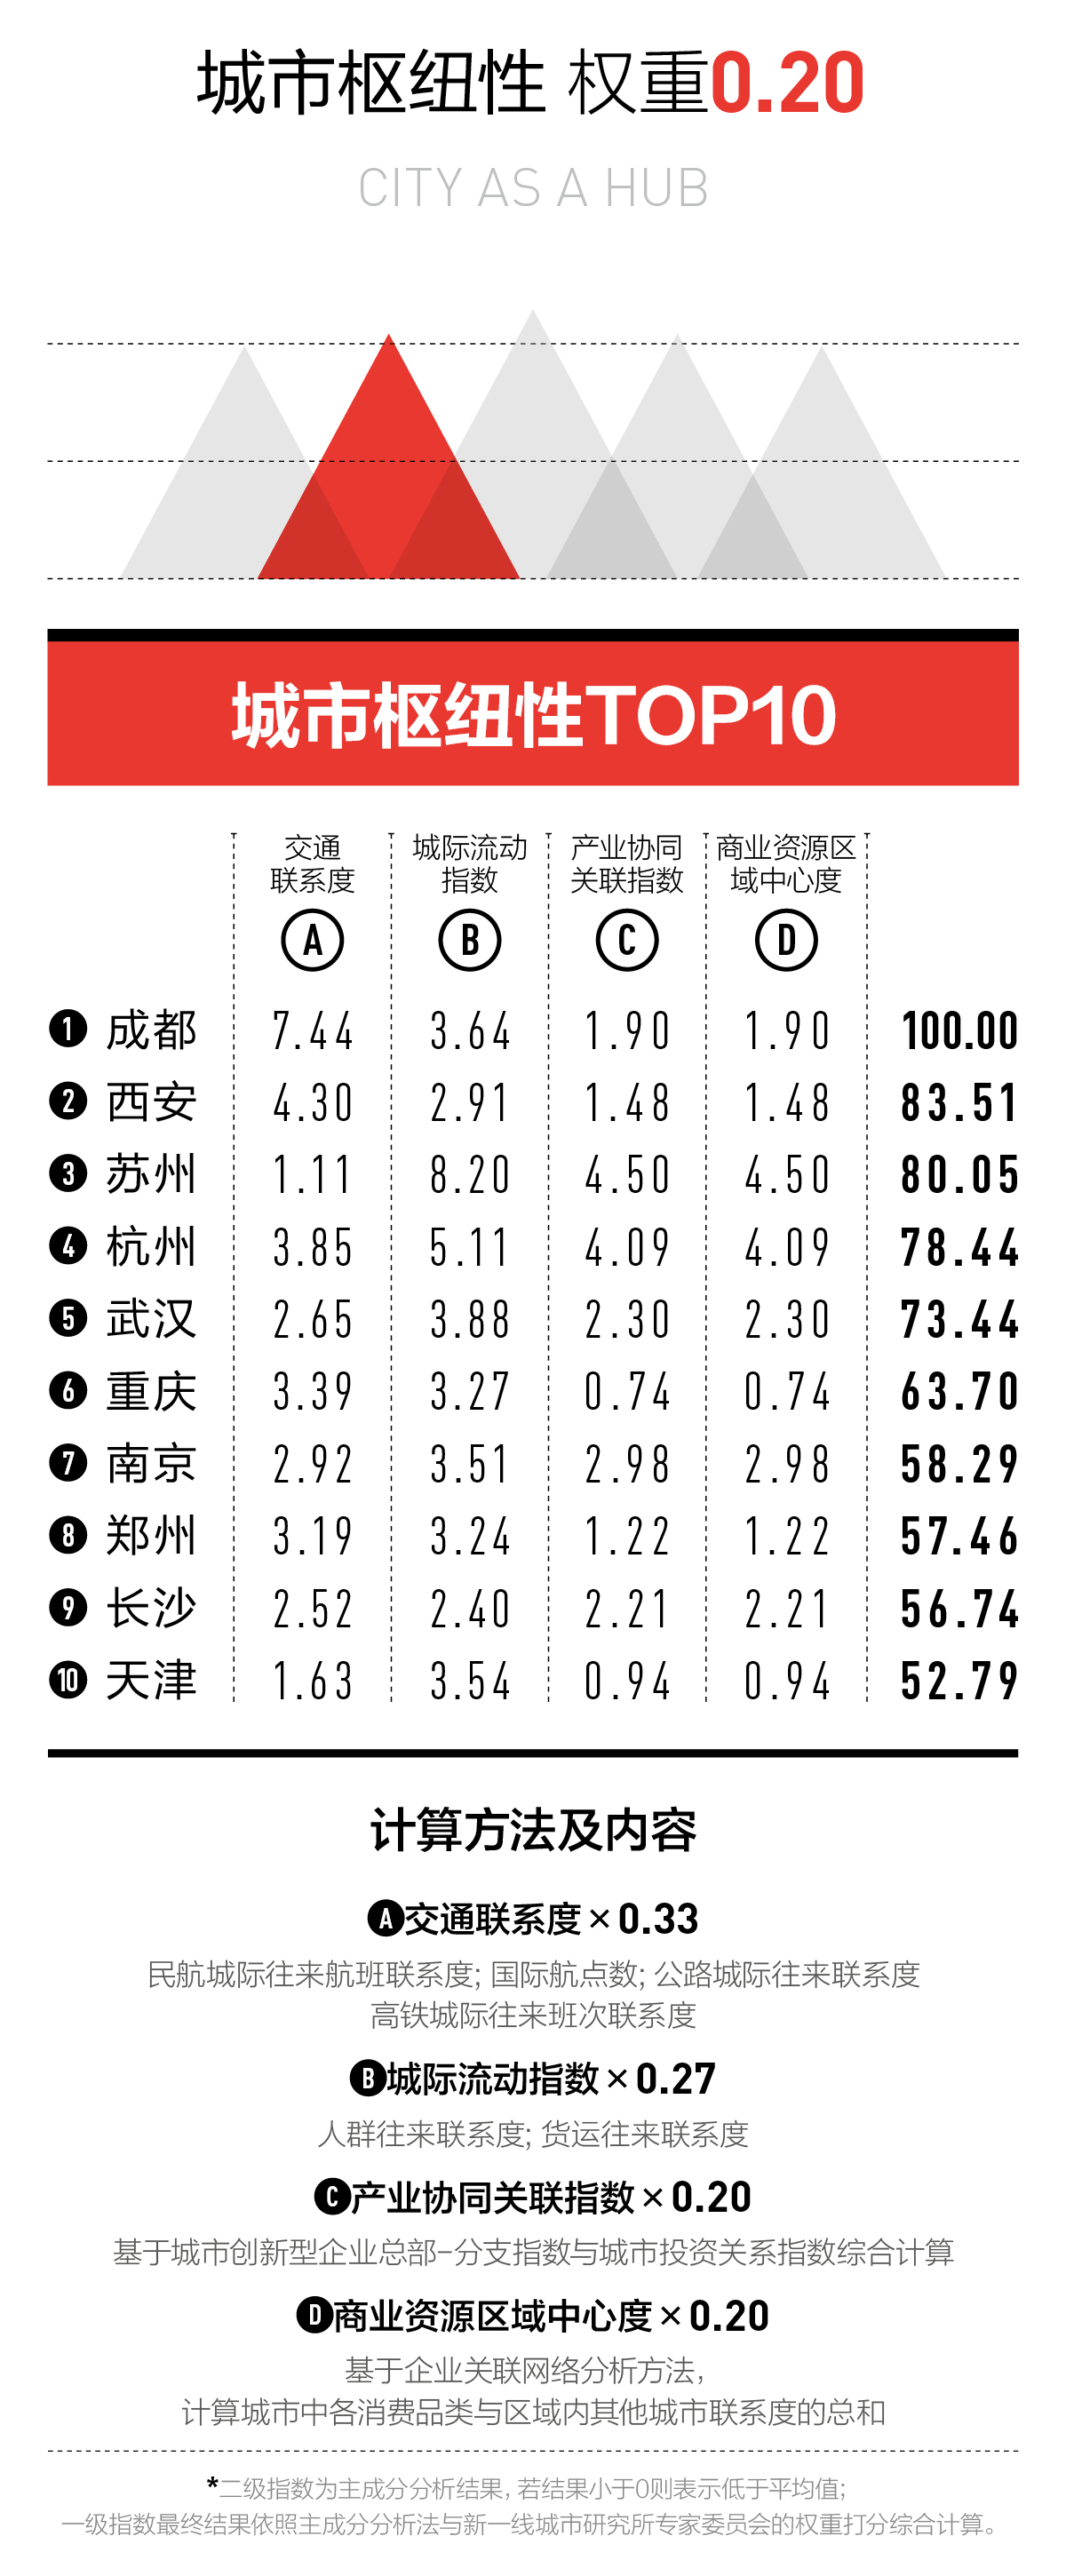 城市枢纽性 权重0.20
CITY AS A HUB
城市枢纽性TOP10
交通 城际流动 产业协同 商业资源区
联系度 指数 关联指数 域中心度
A B C D
1 成都 7.44 3.64 1.90 1.90 100.00
2 西安 4.30 2.91 1.48 1.48 83.51
3 苏州 1.11 8.20 4.50 4.50 80.05
4 杭州 3.85 5.11 4.09 4.09 78.44
5 武汉 2.65 3.88 2.30 2.30 73.44
6 重庆 3.39 3.27 0.74 0.74 63.70
7 南京 2.92 3.51 2.98 2.98 58.29
8 郑州 3.19 3.24 1.22 1.22 57.46
9 长沙 2.52 2.40 2.21 2.21 56.74
10 天津 1.63 3.54 0.94 0.94 52.79
计算方法及内容
A交通联系度×0.33
民航城际往来航班联系度; 国际航点数; 公路城际往来联系度
高铁城际往来班次联系度
B城际流动指数×0.27
人群往来联系度; 货运往来联系度
C产业协同关联指数×0.20
基于城市创新型企业总部-分支指数与城市投资关系指数综合计算
D商业资源区域中心度×0.20
基于企业关联网络分析方法,
计算城市中各消费品类与区域内其他城市联系度的总和
*二级指数为主成分分析结果, 若结果小于0则表示低于平均值;
一级指数最终结果依照主成分分析法与新一线城市研究所专家委员会的权重打分综合计算。